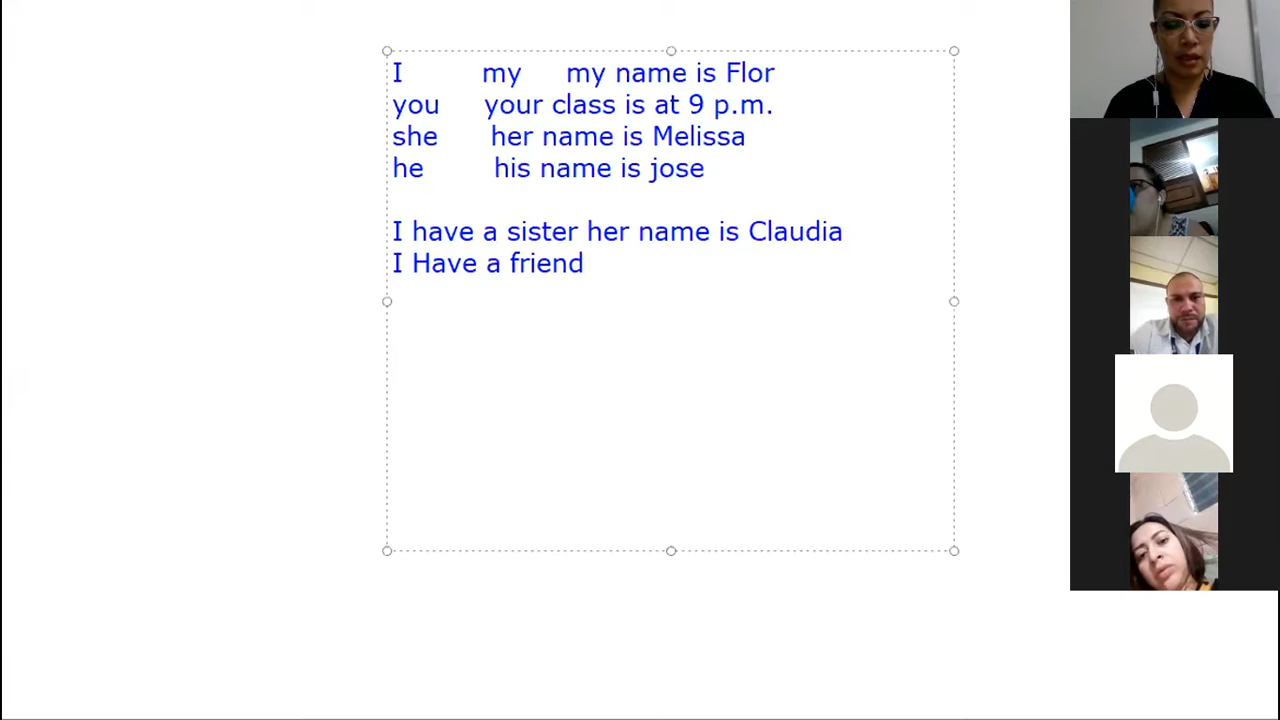 I my my name is Flor
you your class is at 9 p.m.
she her name is Melissa
he his name is jose
I have a sister her name is Claudia
I Have a friend